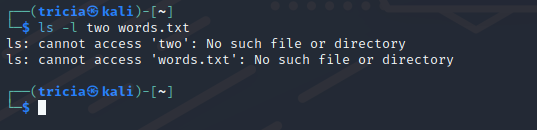 ┌──(tricia㉿kali)-[~]
└─$ ls -l two words.txt
ls: cannot access 'two': No such file or directory
ls: cannot access 'words.txt': No such file or directory
┌──(tricia㉿kali)-[~]
└─$